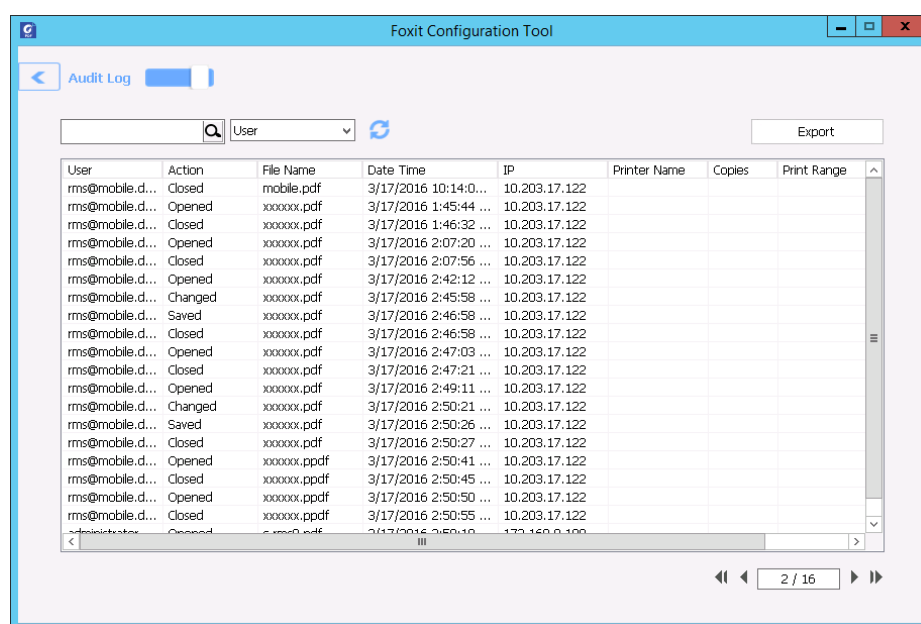 Foxit Configuration Tool
Audit Log
User
Export
User Action File Name Date Time IP Printer Name Copies Print Range
rms@mobile.d... Closed mobile.pdf 3/17/2016 10:14:0... 10.203.17.122
rms@mobile.d... Opened xxxxxx.pdf 3/17/2016 1:45:44 ... 10.203.17.122
rms@mobile.d... Closed xxxxxx.pdf 3/17/2016 1:46:32 ... 10.203.17.122
rms@mobile.d... Opened xxxxxx.pdf 3/17/2016 2:07:20 ... 10.203.17.122
rms@mobile.d... Closed xxxxxx.pdf 3/17/2016 2:07:56 ... 10.203.17.122
rms@mobile.d... Opened xxxxxx.pdf 3/17/2016 2:42:12 ... 10.203.17.122
rms@mobile.d... Changed xxxxxx.pdf 3/17/2016 2:45:58 ... 10.203.17.122
rms@mobile.d... Saved xxxxxx.pdf 3/17/2016 2:46:58 ... 10.203.17.122
rms@mobile.d... Closed xxxxxx.pdf 3/17/2016 2:46:58 ... 10.203.17.122
rms@mobile.d... Opened xxxxxx.pdf 3/17/2016 2:47:03 ... 10.203.17.122
rms@mobile.d... Closed xxxxxx.pdf 3/17/2016 2:47:21 ... 10.203.17.122
rms@mobile.d... Opened xxxxxx.pdf 3/17/2016 2:49:11 ... 10.203.17.122
rms@mobile.d... Changed xxxxxx.pdf 3/17/2016 2:50:21 ... 10.203.17.122
rms@mobile.d... Saved xxxxxx.pdf 3/17/2016 2:50:26 ... 10.203.17.122
rms@mobile.d... Closed xxxxxx.pdf 3/17/2016 2:50:27 ... 10.203.17.122
rms@mobile.d... Opened xxxxxx.ppdf 3/17/2016 2:50:41 ... 10.203.17.122
rms@mobile.d... Closed xxxxxx.ppdf 3/17/2016 2:50:45 ... 10.203.17.122
rms@mobile.d... Opened xxxxxx.ppdf 3/17/2016 2:50:50 ... 10.203.17.122
rms@mobile.d... Closed xxxxxx.ppdf 3/17/2016 2:50:55 ... 10.203.17.122
2 / 16